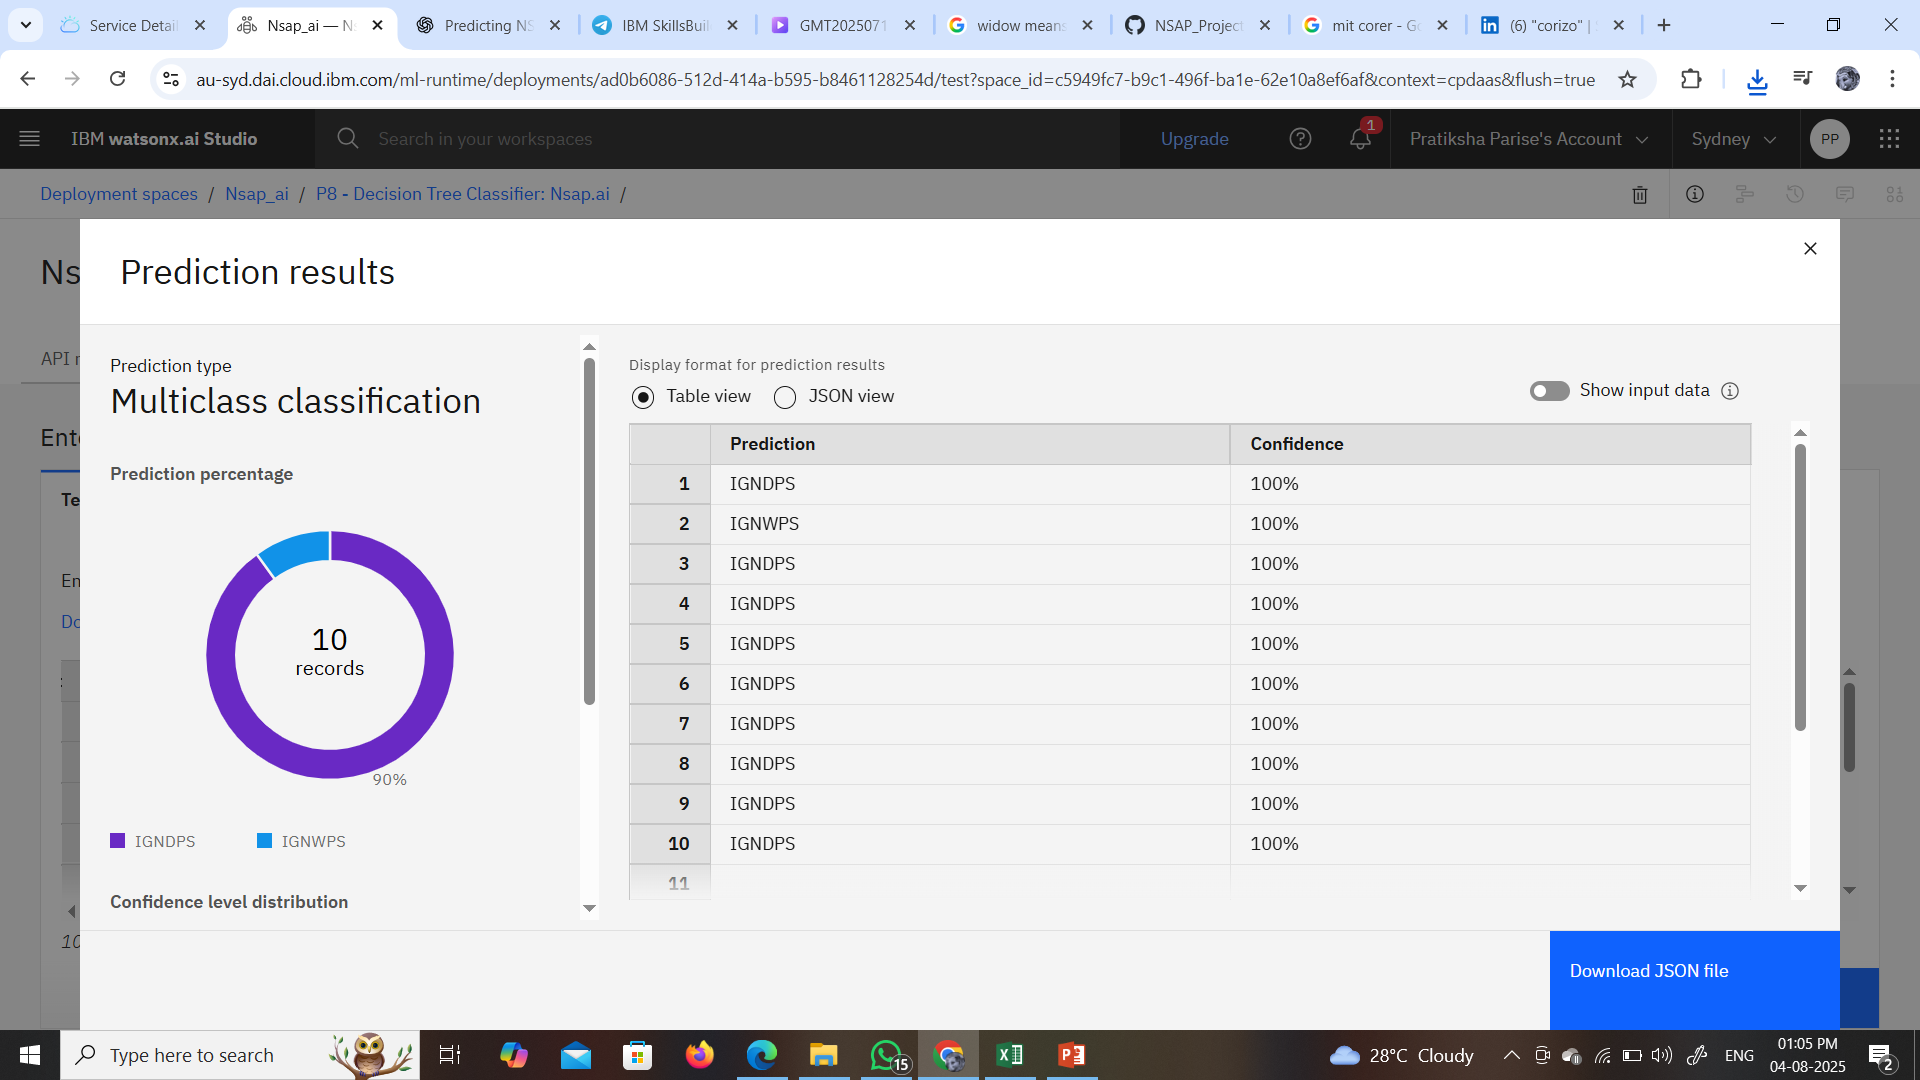 Service Detail
Nsap_ai — Ns
Predicting NS
IBM SkillsBuil
GMT2025071
widow means
NSAP_Project
mit corer - Go
(6) "corizo" |
au-syd.dai.cloud.ibm.com/ml-runtime/deployments/ad0b6086-512d-414a-b595-b8461128254d/test?space_id=c5949fc7-b9c1-496f-ba1e-62e10a8ef6af&context=cpdaas&flush=true
IBM watsonx.ai Studio
Search in your workspaces
Upgrade
1
Pratiksha Parise's Account
Sydney
PP
Deployment spaces / Nsap_ai / P8 - Decision Tree Classifier: Nsap.ai /
Ns
API r
Ente
Te
En
Do
10
Prediction results
Prediction type
Multiclass classification
Prediction percentage
10
records
90%
IGNDPS IGNWPS
Confidence level distribution
Display format for prediction results
Table view JSON view
Show input data
Prediction Confidence
1 IGNDPS 100%
2 IGNWPS 100%
3 IGNDPS 100%
4 IGNDPS 100%
5 IGNDPS 100%
6 IGNDPS 100%
7 IGNDPS 100%
8 IGNDPS 100%
9 IGNDPS 100%
10 IGNDPS 100%
11
Download JSON file
Type here to search
15
28°C Cloudy
ENG
01:05 PM
04-08-2025
2